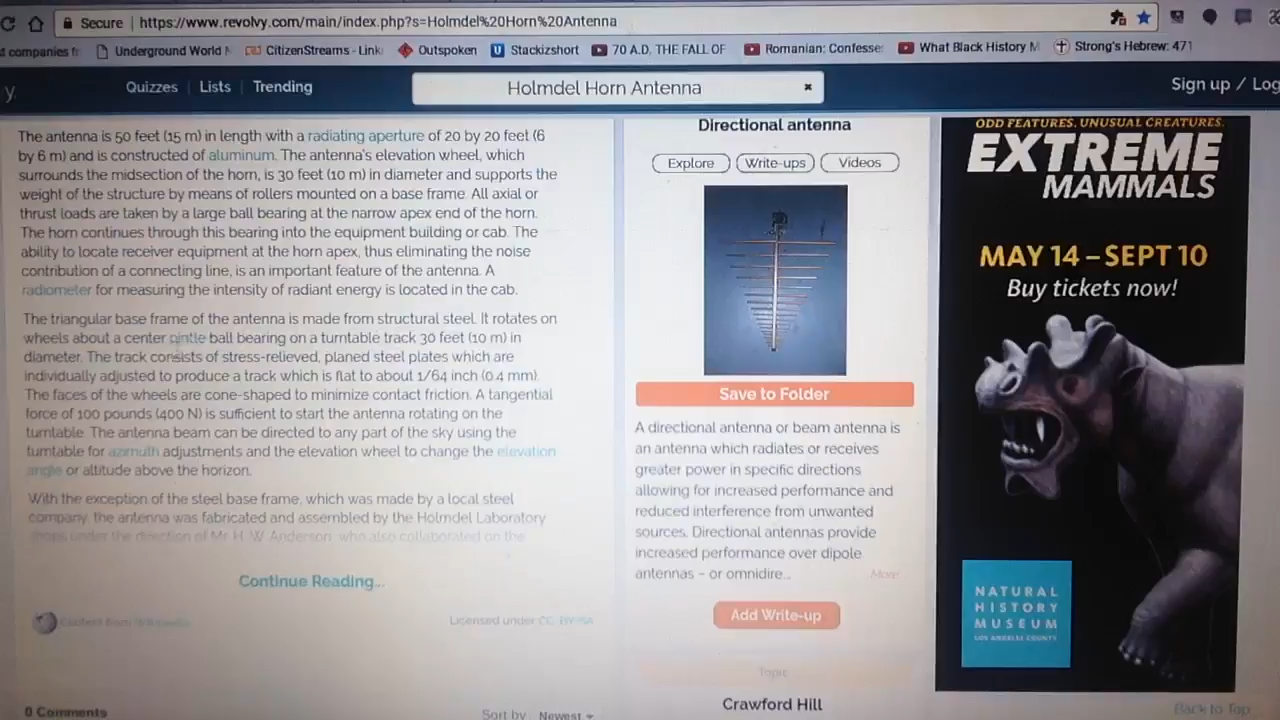 Secure
https://www.revolvy.com/main/index.php?s=Holmdel%20Horn%20Antenna
companies
Underground World
CitizenStreams - Link
Outspoken
Stackizshort
70 A.D. THE FALL OF
Romanian: Confesse
What Black History M
Strong's Hebrew: 471
y.
Quizzes
Lists
Trending
Holmdel Horn Antenna
Sign up / Log
The antenna is 50 feet (15 m) in length with a radiating aperture of 20 by 20 feet (6
by 6 m) and is constructed of aluminum. The antenna's elevation wheel, which
surrounds the midsection of the horn, is 30 feet (10 m) in diameter and supports the
weight of the structure by means of rollers mounted on a base frame. All axial or
thrust loads are taken by a large ball bearing at the narrow apex end of the horn.
The horn continues through this bearing into the equipment building or cab. The
ability to locate receiver equipment at the horn apex, thus eliminating the noise
contribution of a connecting line, is an important feature of the antenna. A
radiometer for measuring the intensity of radiant energy is located in the cab.
The triangular base frame of the antenna is made from structural steel. It rotates on
wheels about a center pintle ball bearing on a turntable track 30 feet (10 m) in
diameter. The track consists of stress-relieved, planed steel plates which are
individually adjusted to produce a track which is flat to about 1/64 inch (0.4 mm).
The faces of the wheels are cone-shaped to minimize contact friction. A tangential
force of 100 pounds (400 N) is sufficient to start the antenna rotating on the
turntable. The antenna beam can be directed to any part of the sky using the
turntable for azimuth adjustments and the elevation wheel to change the elevation
angle or altitude above the horizon.
With the exception of the steel base frame, which was made by a local steel
company, the antenna was fabricated and assembled by the Holmdel Laboratory
shops under the direction of Mr. H. W. Anderson, who also collaborated on the
Continue Reading...
Content from Wikipedia
Licensed under CC-BY-SA
0 Comments
Sort by
Newest
Directional antenna
Explore
Write-ups
Videos
Save to Folder
A directional antenna or beam antenna is
an antenna which radiates or receives
greater power in specific directions
allowing for increased performance and
reduced interference from unwanted
sources. Directional antennas provide
increased performance over dipole
antennas – or omnidire...
More
Add Write-up
Topic
Crawford Hill
ODD FEATURES. UNUSUAL CREATURES.
EXTREME
MAMMALS
MAY 14 – SEPT 10
Buy tickets now!
NATURAL
HISTORY
MUSEUM
LOS ANGELES COUNTY
Back to Top